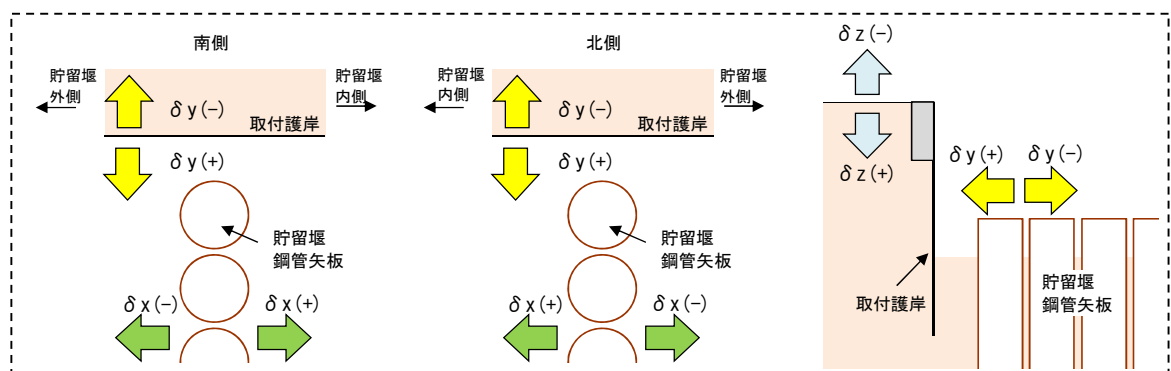 南側
貯留堰
外側
δy(−)
貯留堰
内側
取付護岸
δy(+)
貯留堰
鋼管矢板
δx(−)
δx(+)
北側
貯留堰
内側
δy(−)
貯留堰
外側
取付護岸
δy(+)
貯留堰
鋼管矢板
δx(+)
δx(−)
δz(−)
δz(+)
δy(+)
δy(−)
取付護岸
貯留堰
鋼管矢板